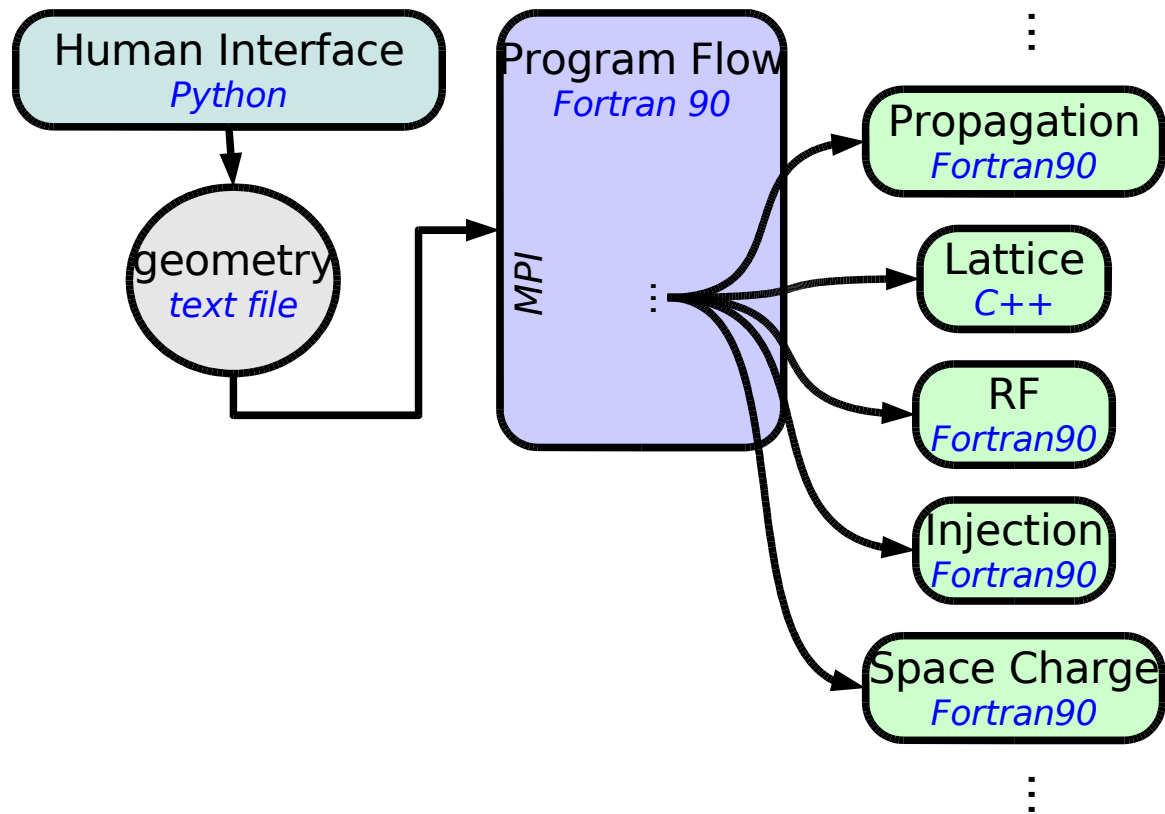 Human Interface
Python
geometry
text file
Program Flow
Fortran 90
MPI
...
...
Propagation
Fortran90
Lattice
C++
RF
Fortran90
Injection
Fortran90
Space Charge
Fortran90
...